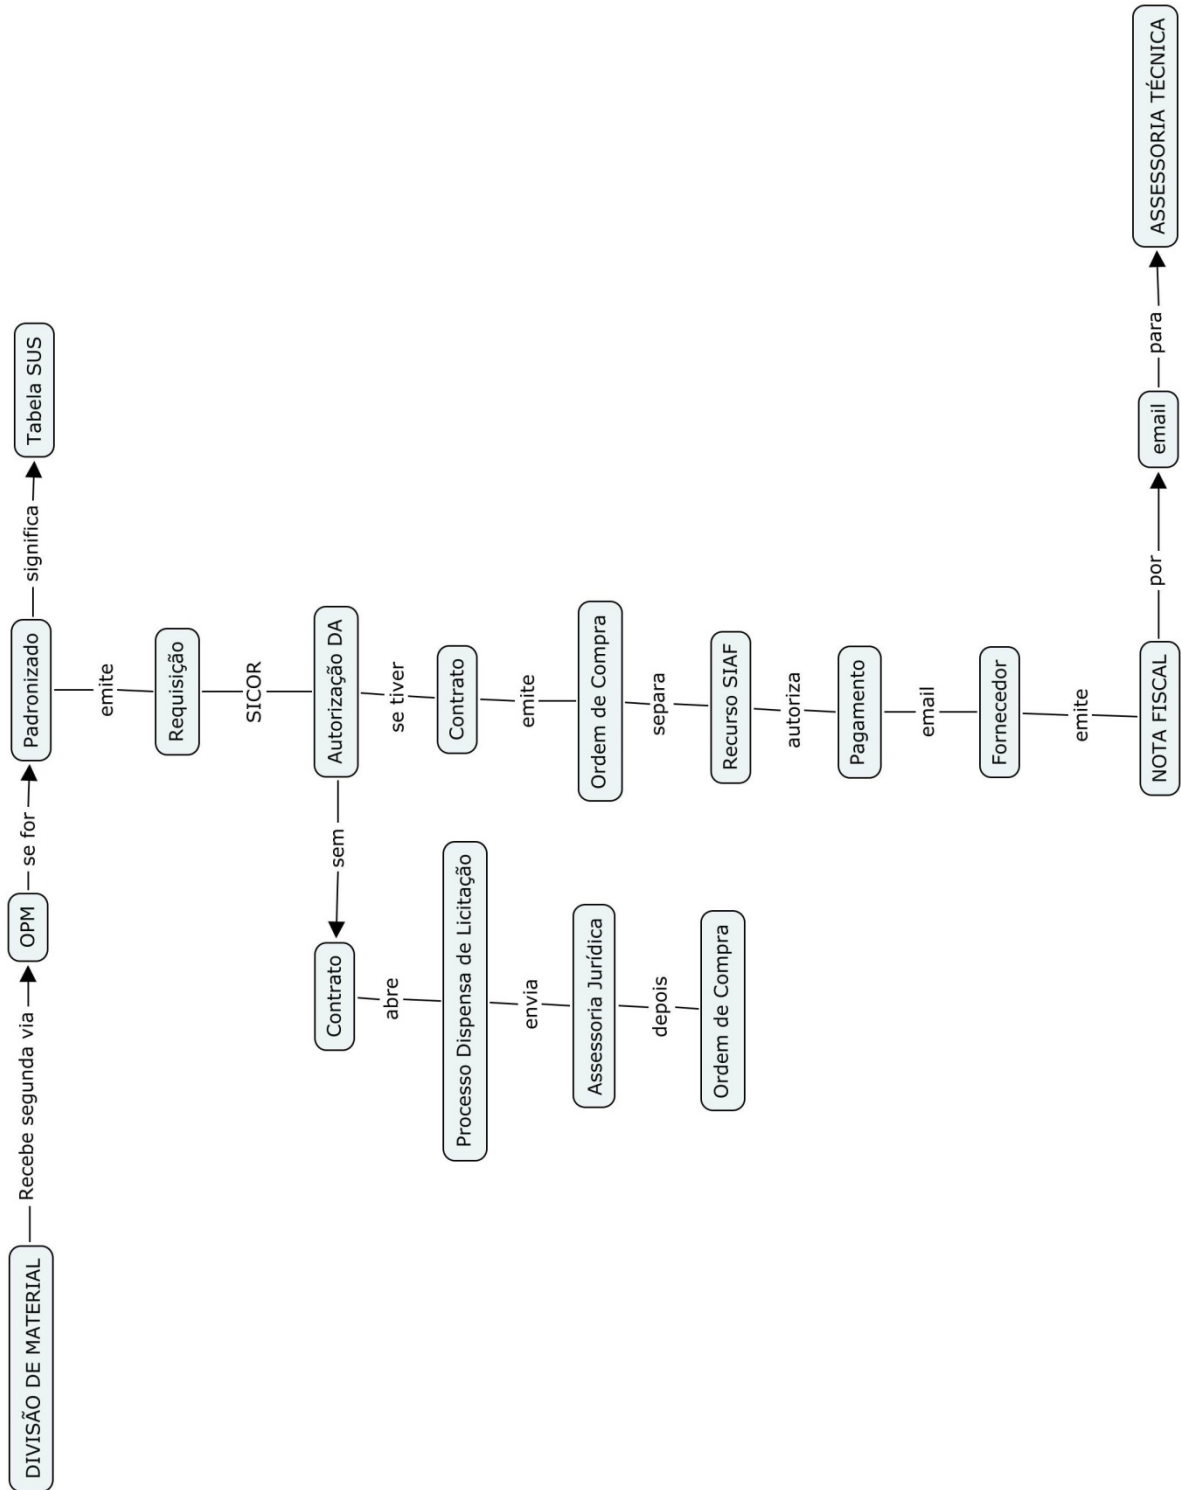 DIVISÃO DE MATERIAL
Recebe segunda via
OPM
se for
Padronizado
significa
Tabela SUS
emite
Requisição
SICOR
Autorização DA
sem
Contrato
abre
Processo Dispensa de Licitação
envia
Assessoria Jurídica
depois
Ordem de Compra
se tiver
Contrato
emite
Ordem de Compra
separa
Recurso SIAF
autoriza
Pagamento
email
Fornecedor
emite
NOTA FISCAL
por
email
para
ASSESSORIA TÉCNICA